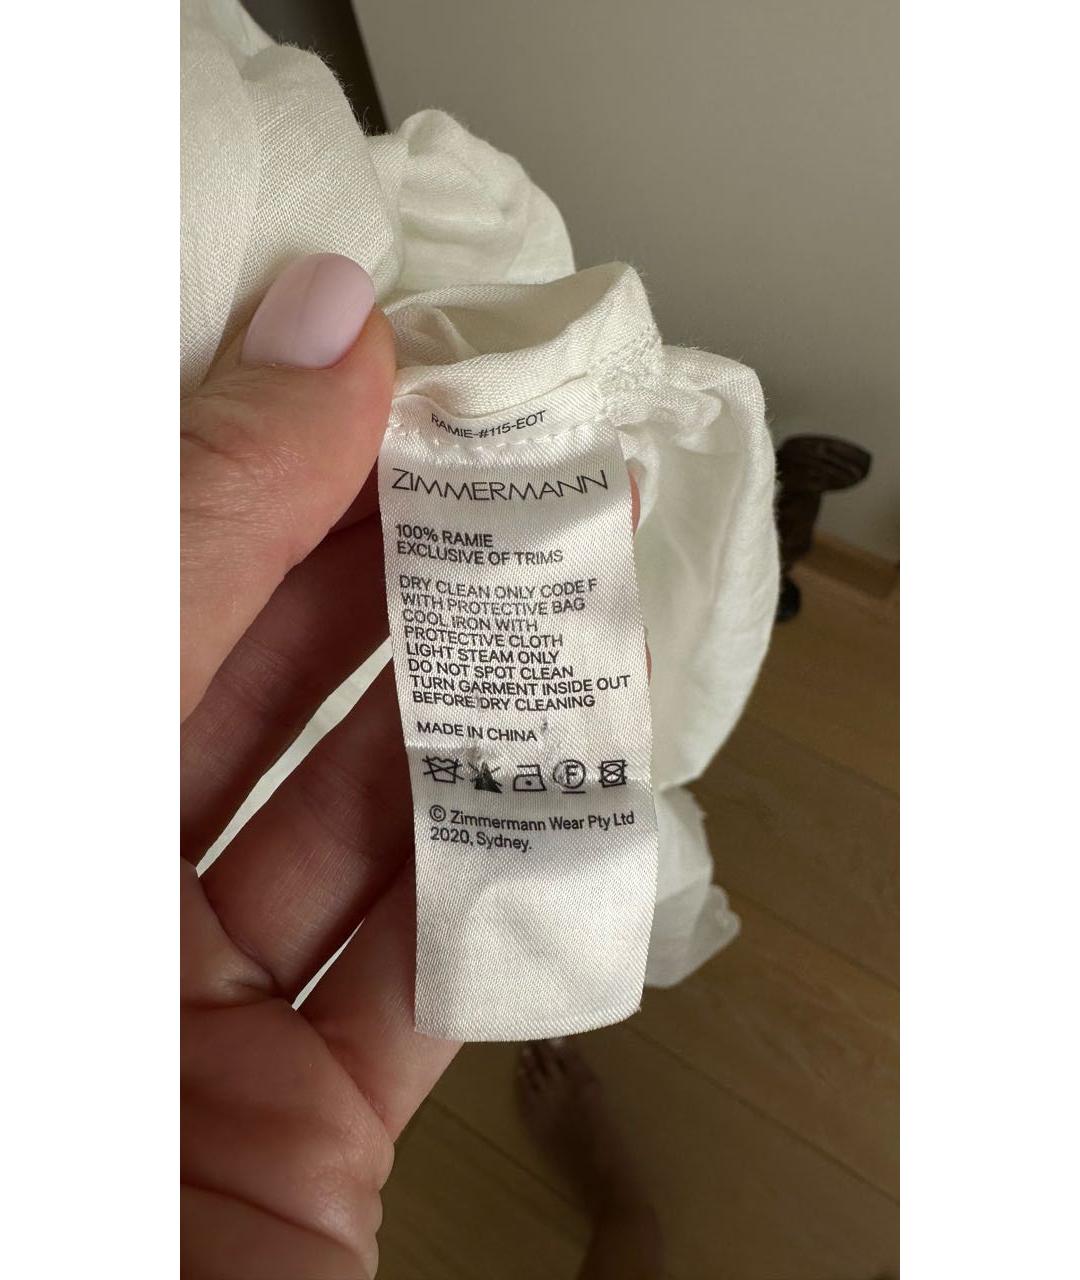 RAMIE-#115-EOT
ZIMMERMANN
100% RAMIE
EXCLUSIVE OF TRIMS
DRY CLEAN ONLY CODE F
WITH PROTECTIVE BAG
COOL IRON WITH
PROTECTIVE CLOTH
LIGHT STEAM ONLY
DO NOT SPOT CLEAN
TURN GARMENT INSIDE OUT
BEFORE DRY CLEANING
MADE IN CHINA
F
© Zimmermann Wear Pty Ltd
2020, Sydney.